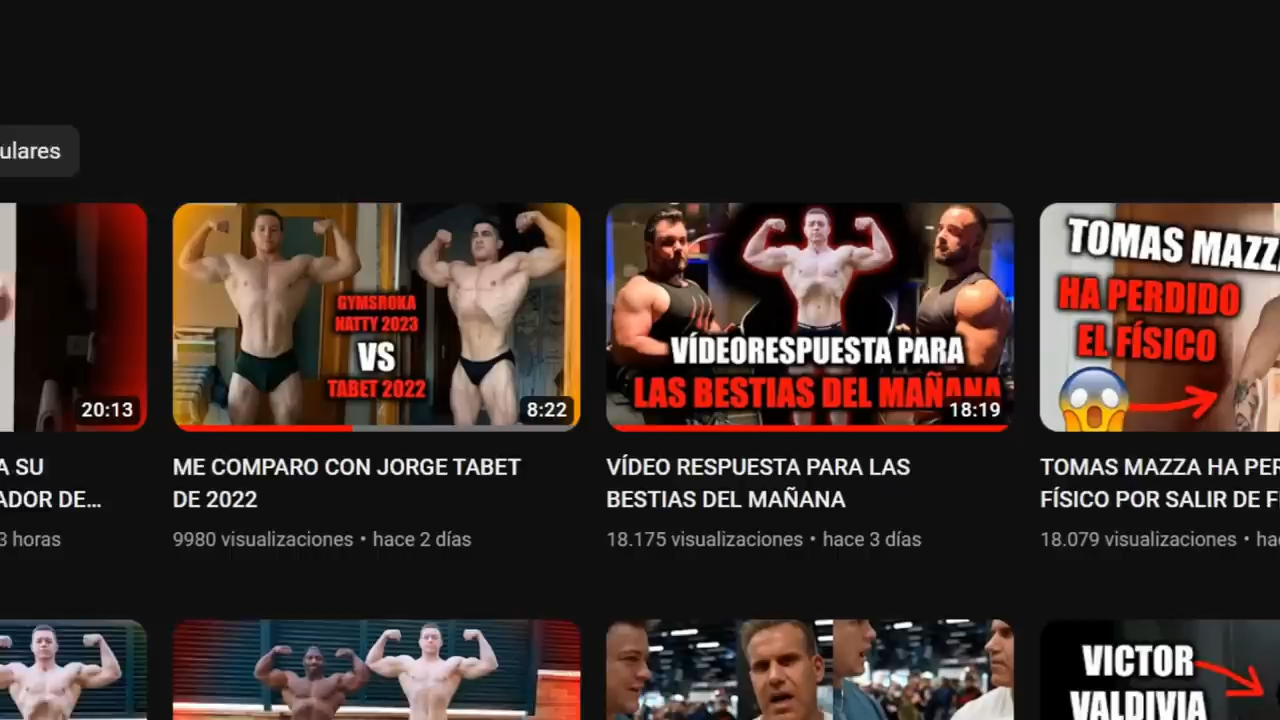 ulares
20:13
GYMSROKA
NATTY 2023
VS
TABET 2022
8:22
VÍDEORESPUESTA PARA
LAS BESTIAS DEL MAÑANA
18:19
TOMAS MAZZ
HA PERDIDO
EL FÍSICO
A SU
ADOR DE...
3 horas
ME COMPARO CON JORGE TABET
DE 2022
9980 visualizaciones • hace 2 días
VÍDEO RESPUESTA PARA LAS
BESTIAS DEL MAÑANA
18.175 visualizaciones • hace 3 días
TOMAS MAZZA HA PER
FÍSICO POR SALIR DE F
18.079 visualizaciones • ha
VICTOR
VALDIVIA